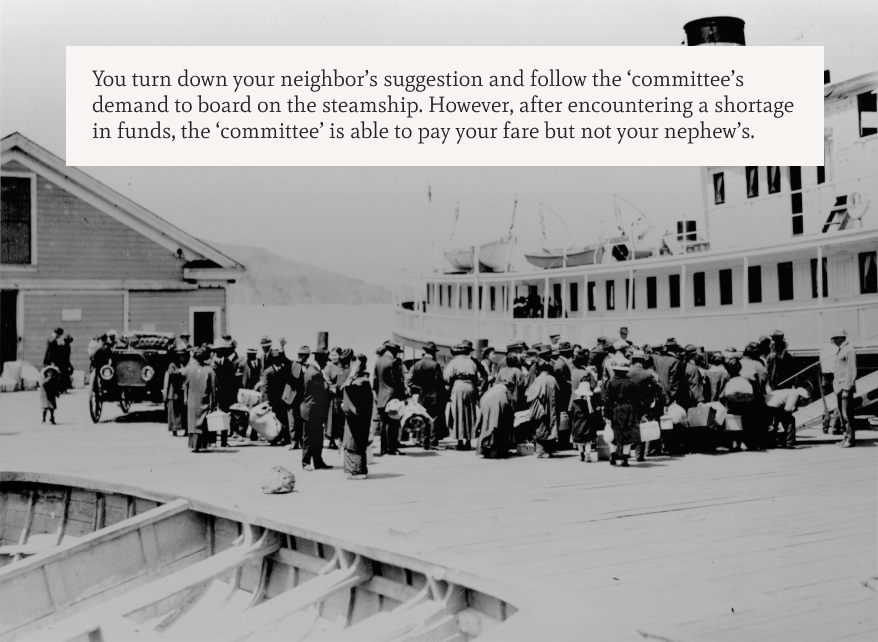 You turn down your neighbor’s suggestion and follow the ‘committee’s
demand to board on the steamship. However, after encountering a shortage
in funds, the ‘committee’ is able to pay your fare but not your nephew’s.